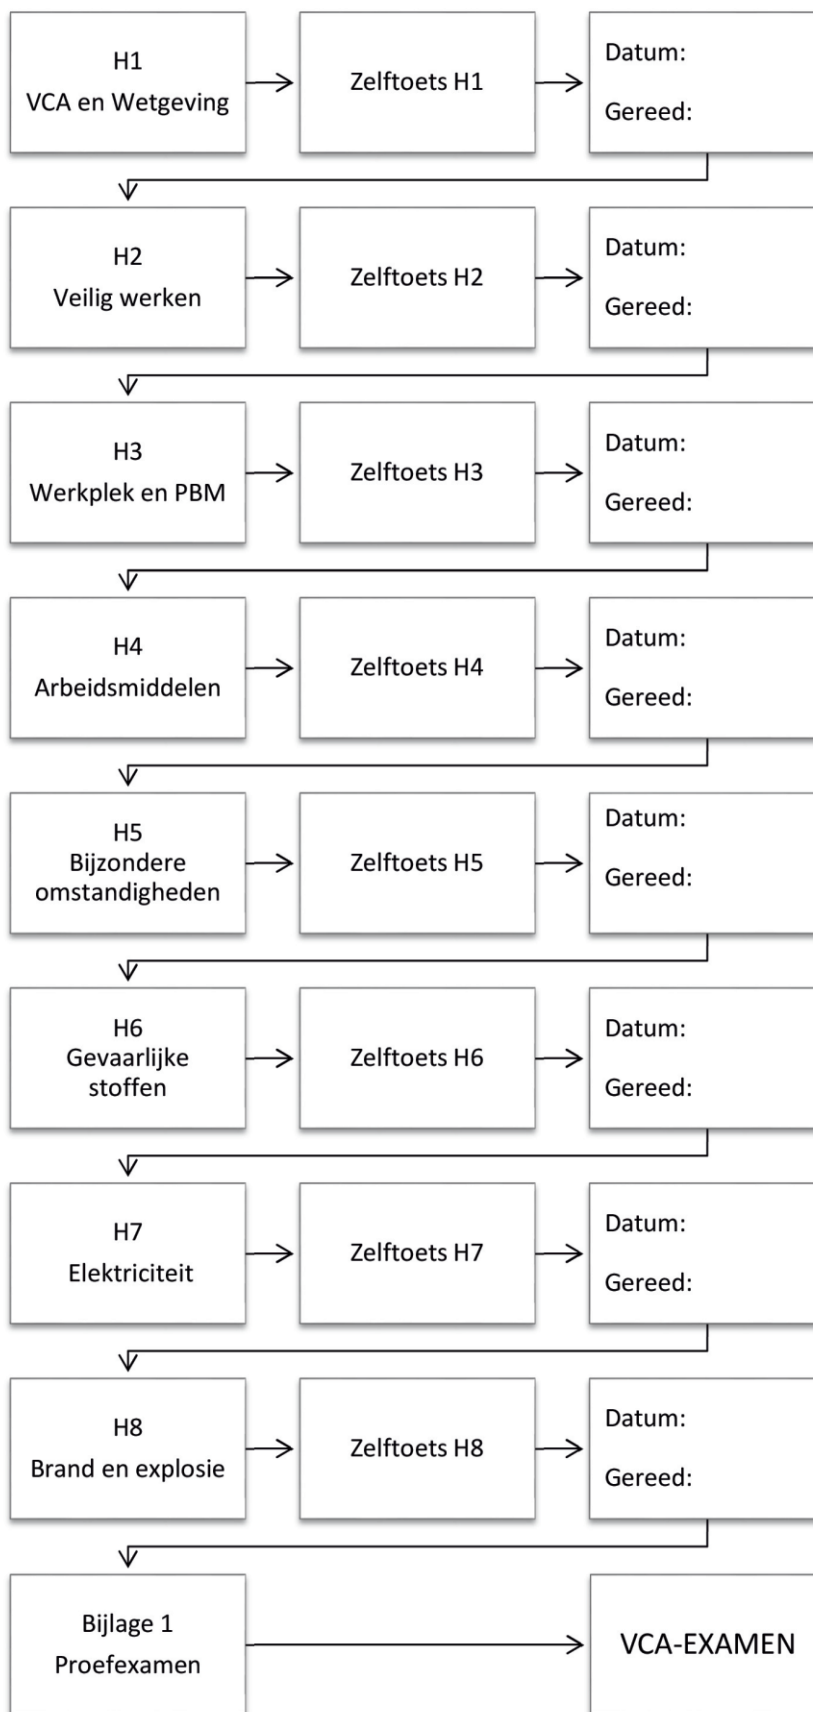 H1
VCA en Wetgeving
Zelftoets H1
Datum:
Gereed:
H2
Veilig werken
Zelftoets H2
Datum:
Gereed:
H3
Werkplek en PBM
Zelftoets H3
Datum:
Gereed:
H4
Arbeidsmiddelen
Zelftoets H4
Datum:
Gereed:
H5
Bijzondere
omstandigheden
Zelftoets H5
Datum:
Gereed:
H6
Gevaarlijke
stoffen
Zelftoets H6
Datum:
Gereed:
H7
Elektriciteit
Zelftoets H7
Datum:
Gereed:
H8
Brand en explosie
Zelftoets H8
Datum:
Gereed:
Bijlage 1
Proefexamen
VCA-EXAMEN